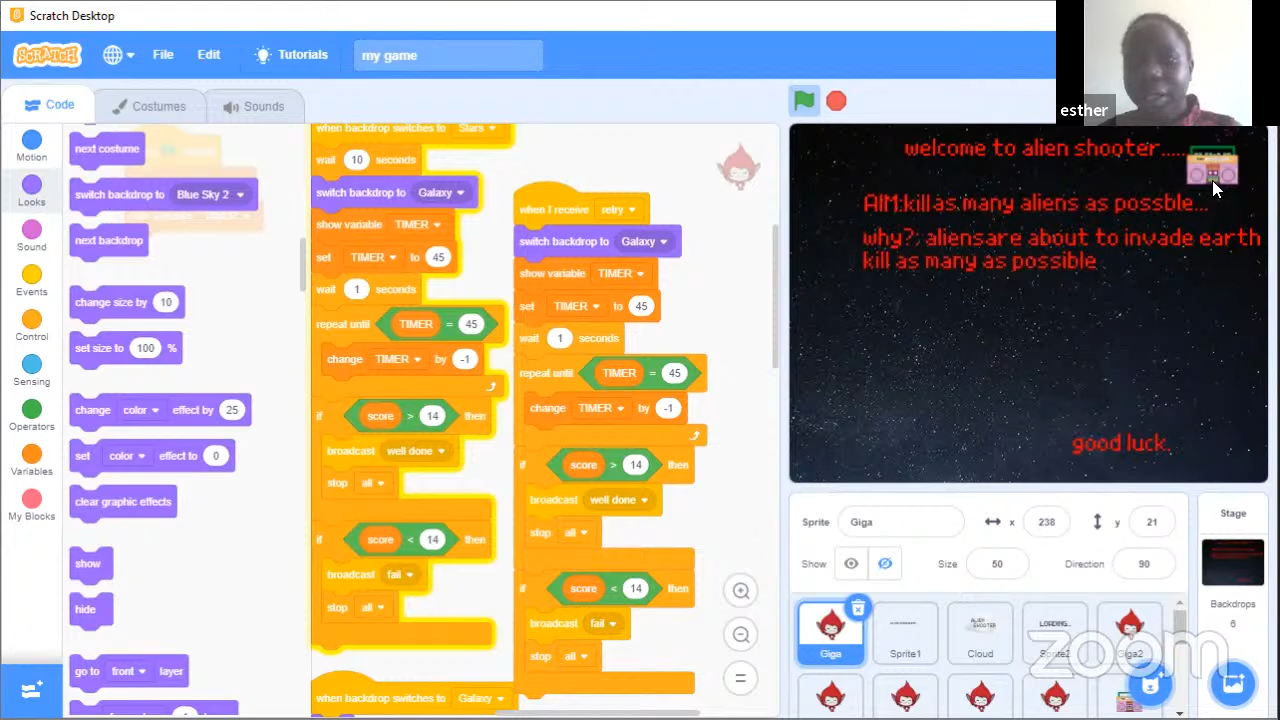 Scratch Desktop
SCRATCH
File
Edit
Tutorials
my game
esther
Code
Costumes
Sounds
Motion
Looks
Sound
Events
Control
Sensing
Operators
Variables
My Blocks
next costume
switch backdrop to Blue Sky 2
next backdrop
change size by 10
set size to 100 %
change color effect by 25
set color effect to 0
clear graphic effects
show
hide
go to front layer
when backdrop switches to Stars
wait 10 seconds
switch backdrop to Galaxy
show variable TIMER
set TIMER to 45
wait 1 seconds
repeat until TIMER = 45
change TIMER by -1
if score > 14 then
broadcast well done
stop all
if score < 14 then
broadcast fail
stop all
when backdrop switches to Galaxy
when I receive retry
switch backdrop to Galaxy
show variable TIMER
set TIMER to 45
wait 1 seconds
repeat until TIMER = 45
change TIMER by -1
if score > 14 then
broadcast well done
stop all
if score < 14 then
broadcast fail
stop all
welcome to alien shooter.....
AIM:kill as many aliens as possble...
why?: aliensare about to invade earth
kill as many as possible
good luck.
Sprite Giga x 238 y 21
Show Size 50 Direction 90
Stage
Backdrops
6
Giga
Sprite1
ALIEN SHOOTER
Cloud
LOADING..
Sprite2
Giga2
zoom